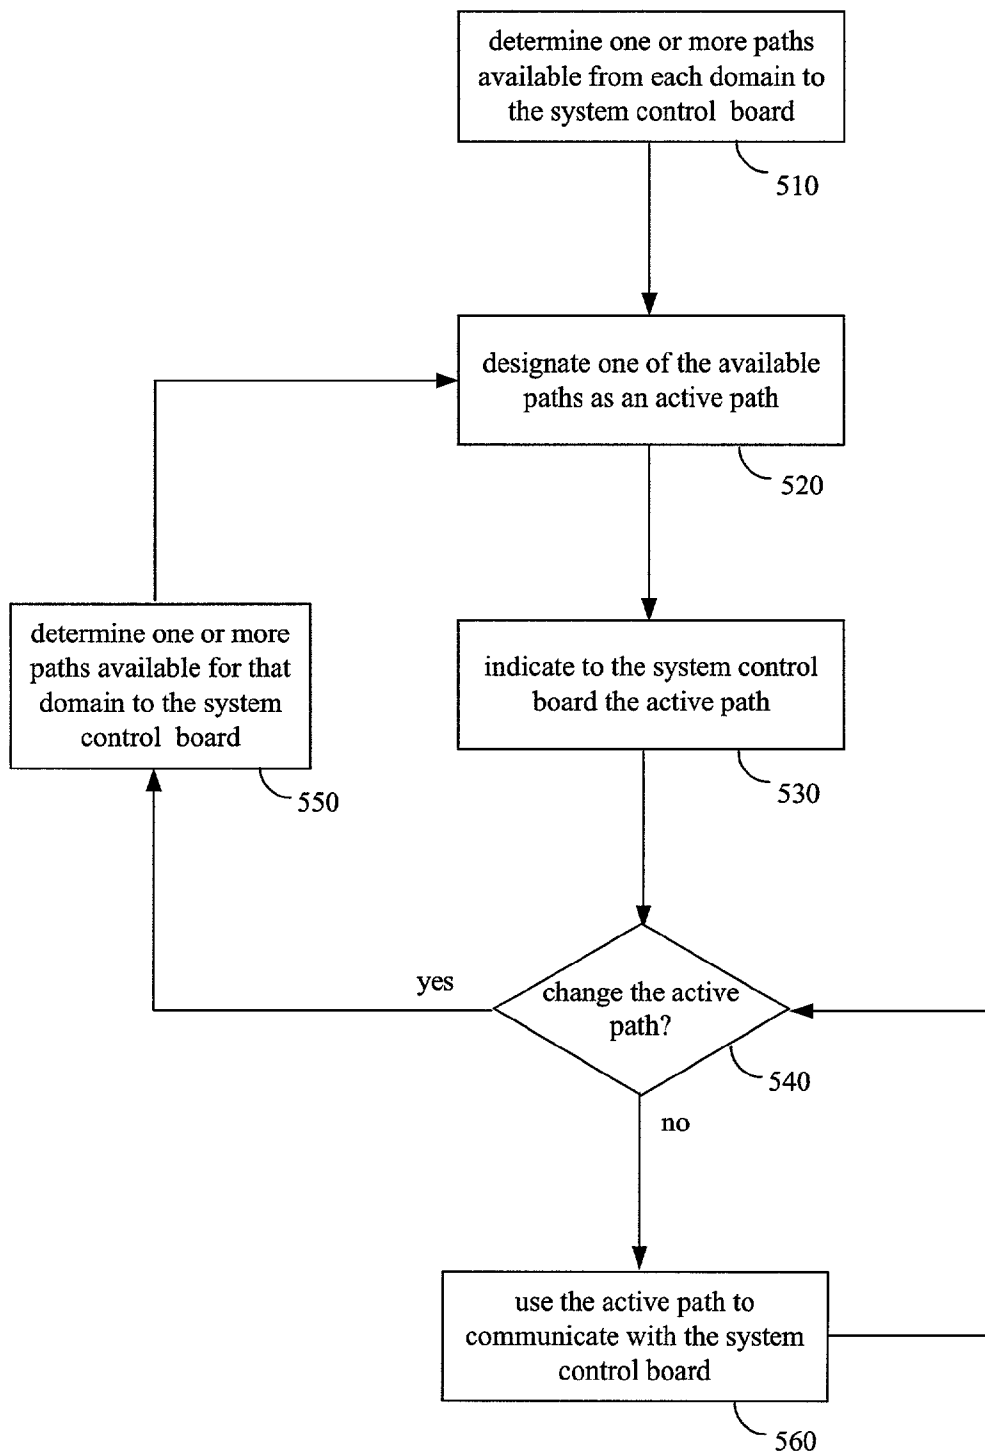 determine one or more paths
available from each domain to
the system control board
510
designate one of the available
paths as an active path
520
determine one or more
paths available for that
domain to the system
control board
550
indicate to the system control
board the active path
530
yes
change the active
path?
540
no
use the active path to
communicate with the system
control board
560